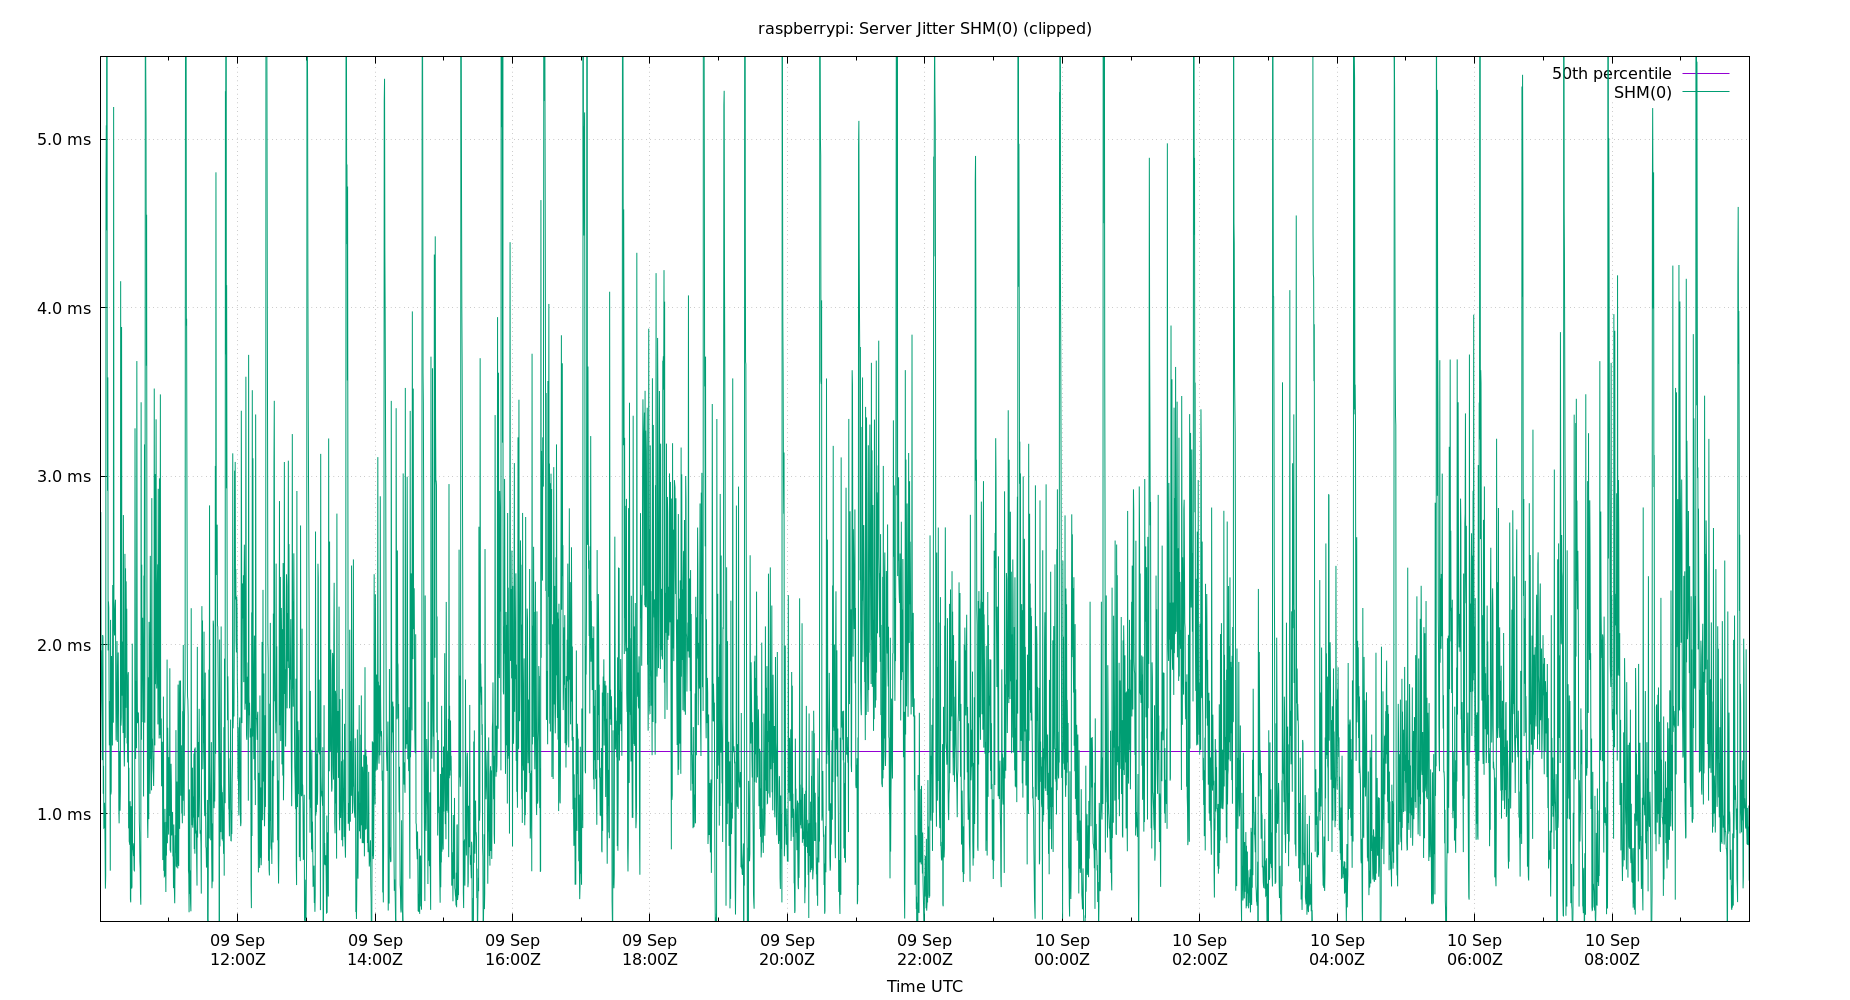 raspberrypi: Server Jitter SHM(0) (clipped)
50th percentile
SHM(0)
5.0 ms
4.0 ms
3.0 ms
2.0 ms
1.0 ms
09 Sep 09 Sep 09 Sep 09 Sep 09 Sep 09 Sep 10 Sep 10 Sep 10 Sep 10 Sep 10 Sep
12:00Z 14:00Z 16:00Z 18:00Z 20:00Z 22:00Z 00:00Z 02:00Z 04:00Z 06:00Z 08:00Z
Time UTC